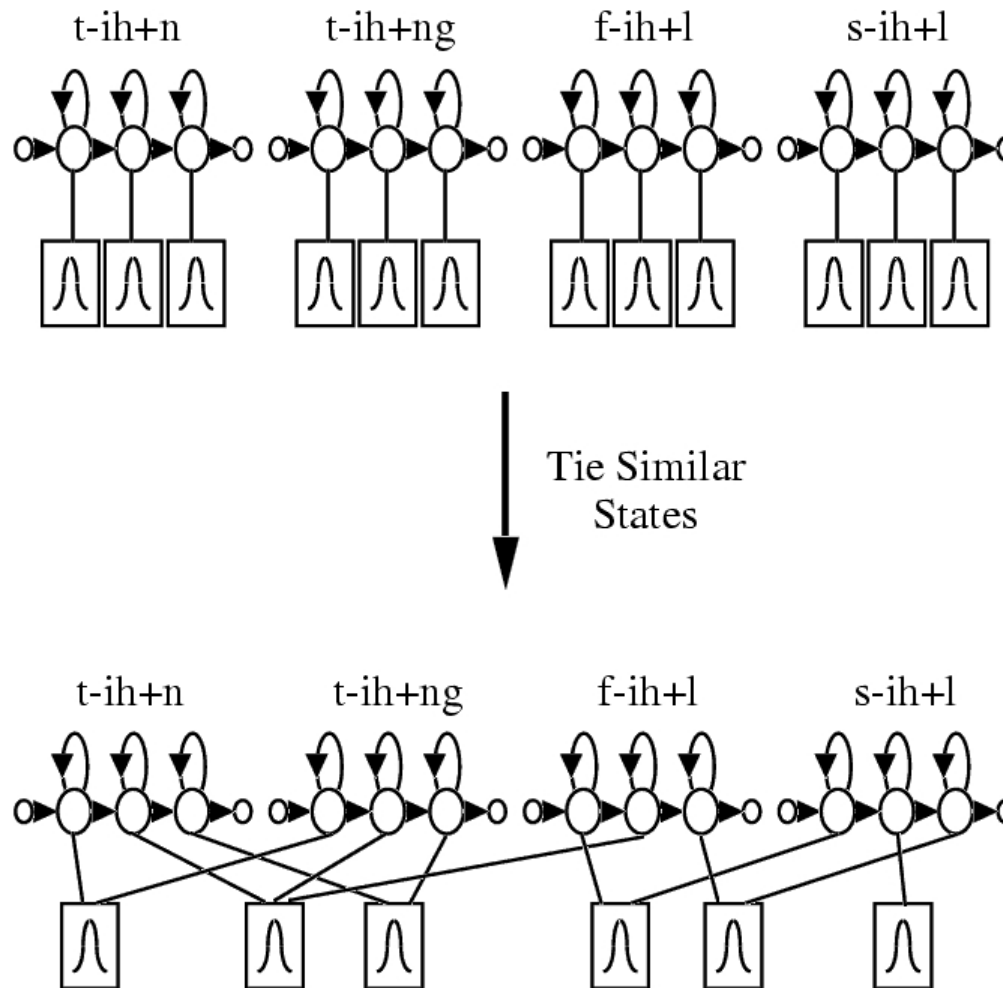 t-ih+n
t-ih+ng
f-ih+l
s-ih+l
Tie Similar
States
t-ih+n
t-ih+ng
f-ih+l
s-ih+l